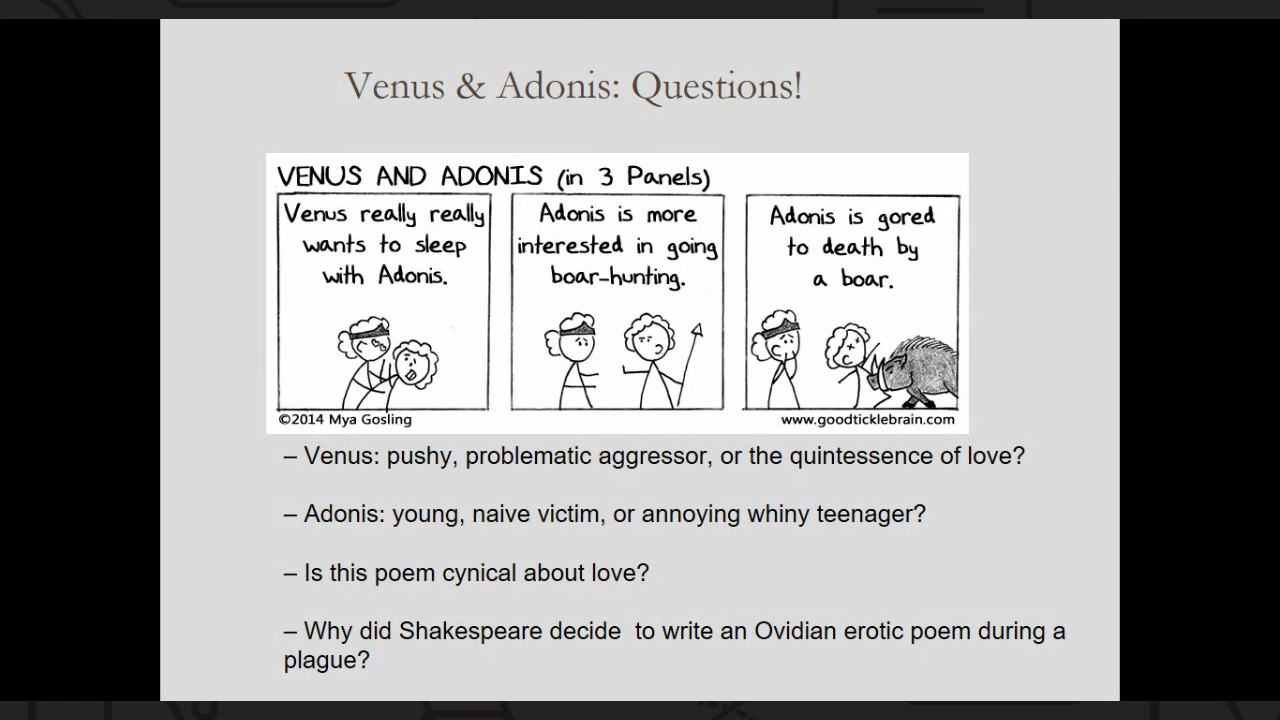 Venus & Adonis: Questions!
VENUS AND ADONIS (in 3 Panels)
Venus really really
wants to sleep
with Adonis.
Adonis is more
interested in going
boar-hunting.
Adonis is gored
to death by
a boar.
©2014 Mya Gosling
www.goodticklebrain.com
– Venus: pushy, problematic aggressor, or the quintessence of love?
– Adonis: young, naive victim, or annoying whiny teenager?
– Is this poem cynical about love?
– Why did Shakespeare decide  to write an Ovidian erotic poem during a
plague?